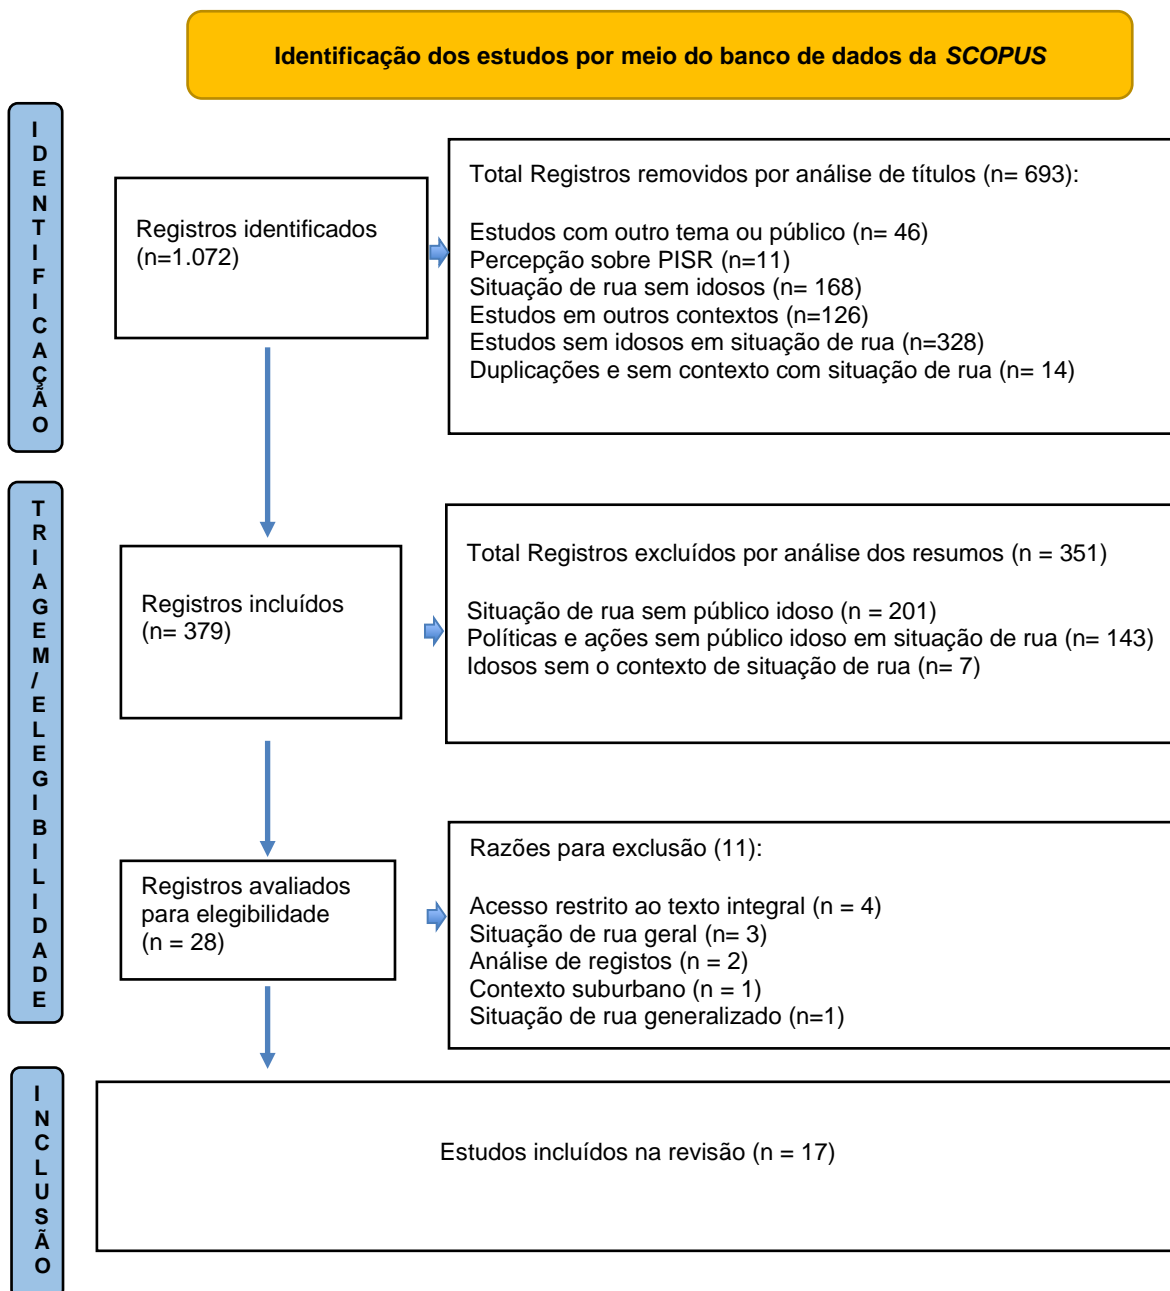 Identificação dos estudos por meio do banco de dados da SCOPUS
IDENTIFICAÇÃO
Registros identificados
(n=1.072)
Total Registros removidos por análise de títulos (n= 693):
Estudos com outro tema ou público (n= 46)
Percepção sobre PISR (n=11)
Situação de rua sem idosos (n= 168)
Estudos em outros contextos (n=126)
Estudos sem idosos em situação de rua (n=328)
Duplicações e sem contexto com situação de rua (n= 14)
TRIAGEM/ELEGIBILIDADE
Registros incluídos
(n= 379)
Total Registros excluídos por análise dos resumos (n = 351)
Situação de rua sem público idoso (n = 201)
Políticas e ações sem público idoso em situação de rua (n= 143)
Idosos sem o contexto de situação de rua (n= 7)
Registros avaliados
para elegibilidade
(n = 28)
Razões para exclusão (11):
Acesso restrito ao texto integral (n = 4)
Situação de rua geral (n= 3)
Análise de registos (n = 2)
Contexto suburbano (n = 1)
Situação de rua generalizado (n=1)
INCLUSÃO
Estudos incluídos na revisão (n = 17)